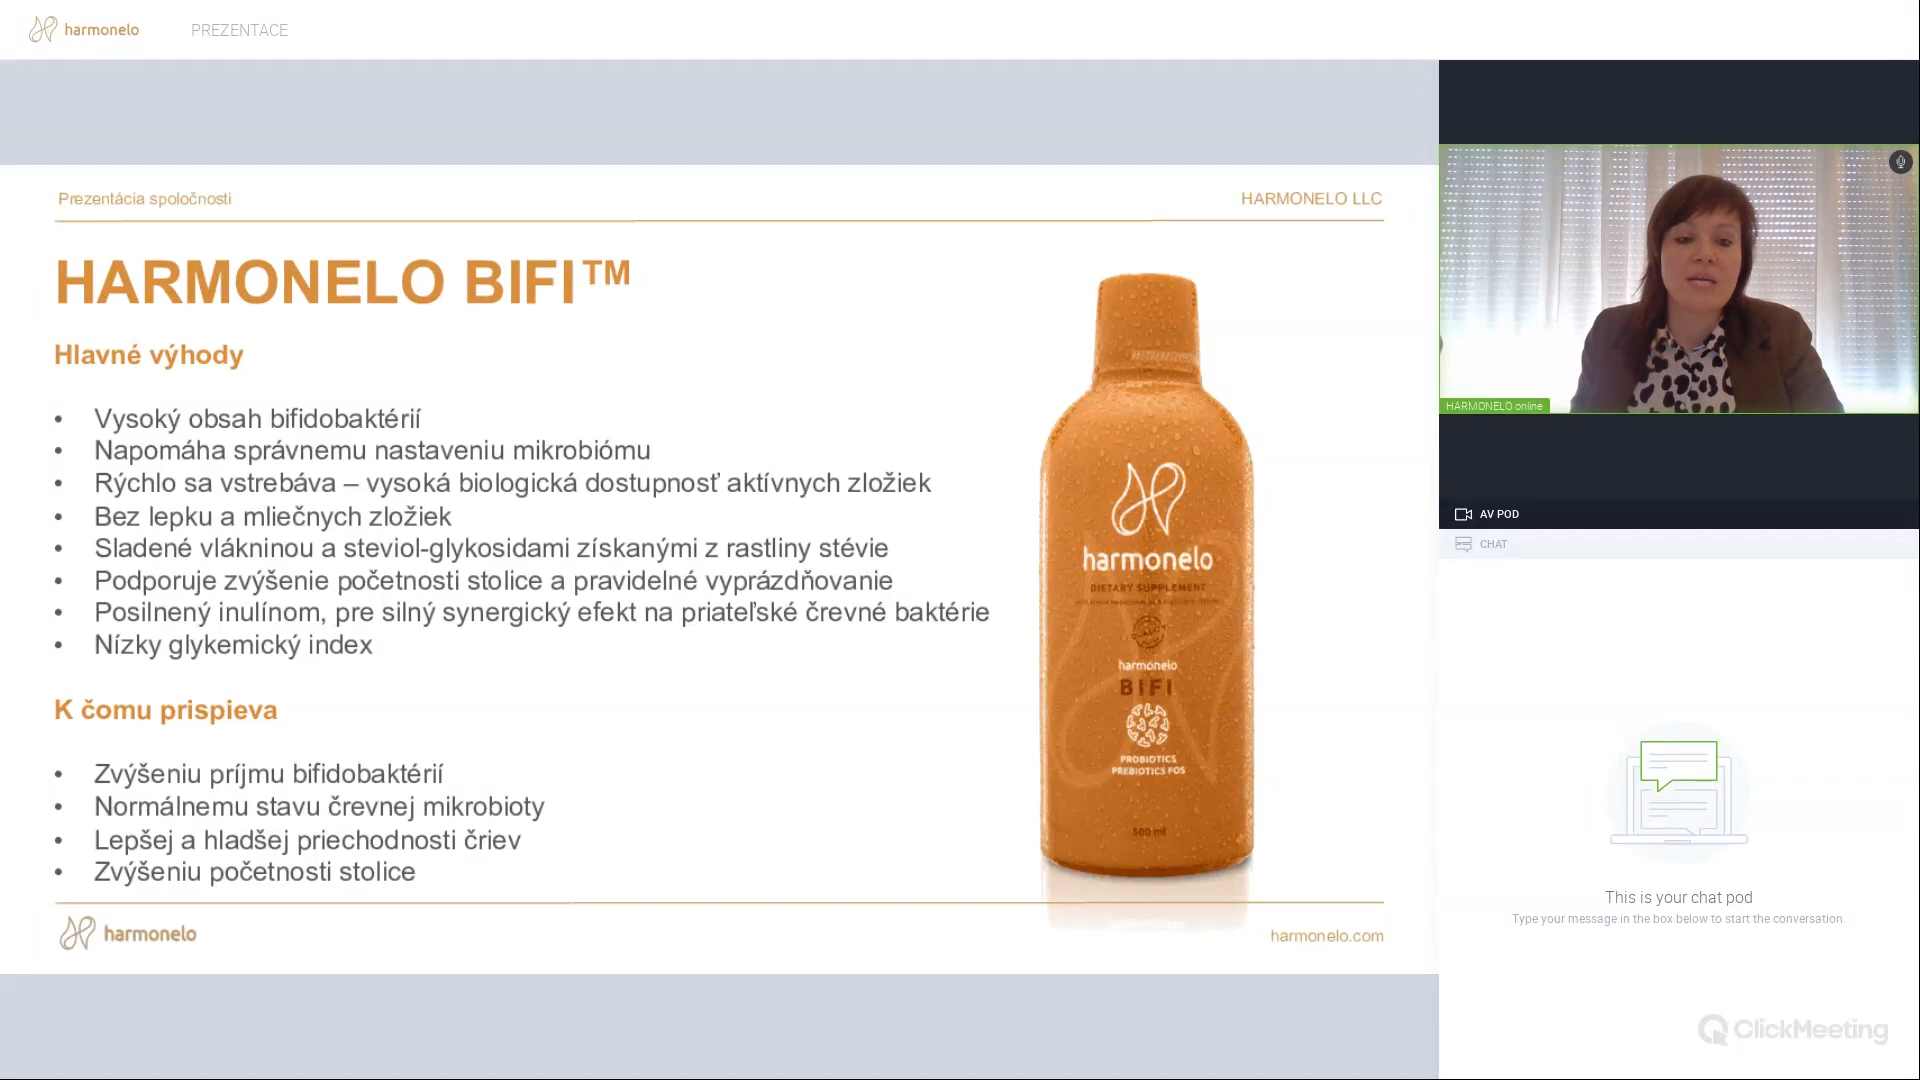 harmonelo
PREZENTACE
Prezentácia spoločnosti
HARMONELO LLC
HARMONELO BIFI™
Hlavné výhody
• Vysoký obsah bifidobaktérií
• Napomáha správnemu nastaveniu mikrobiómu
• Rýchlo sa vstrebáva – vysoká biologická dostupnosť aktívnych zložiek
• Bez lepku a mliečnych zložiek
• Sladené vlákninou a steviol-glykosidami získanými z rastliny stévie
• Podporuje zvýšenie početnosti stolice a pravidelné vyprázdňovanie
• Posilnený inulínom, pre silný synergický efekt na priateľské črevné baktérie
• Nízky glykemický index
K čomu prispieva
• Zvýšeniu príjmu bifidobaktérií
• Normálnemu stavu črevnej mikrobioty
• Lepšej a hladšej priechodnosti čriev
• Zvýšeniu početnosti stolice
harmonelo
DIETARY SUPPLEMENT
harmonelo
BIFI
PROBIOTICS
PREBIOTICS FOS
500 ml
harmonelo
harmonelo.com
HARMONELO online
AV POD
CHAT
This is your chat pod
Type your message in the box below to start the conversation.
ClickMeeting